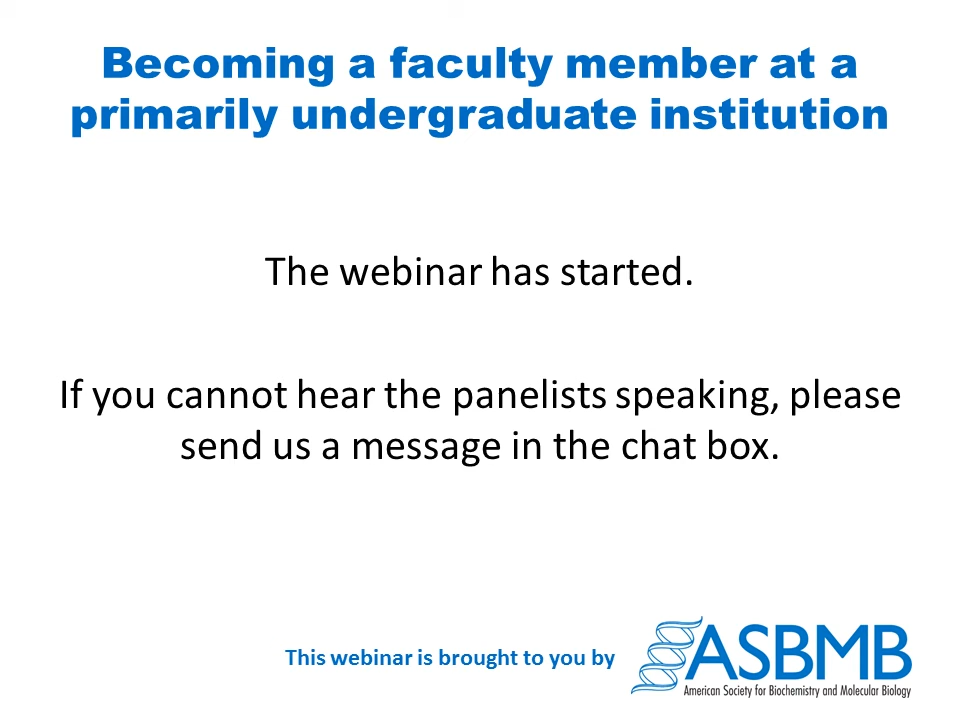 Becoming a faculty member at a
primarily undergraduate institution
The webinar has started.
If you cannot hear the panelists speaking, please
send us a message in the chat box.
This webinar is brought to you by
ASBMB
American Society for Biochemistry and Molecular Biology